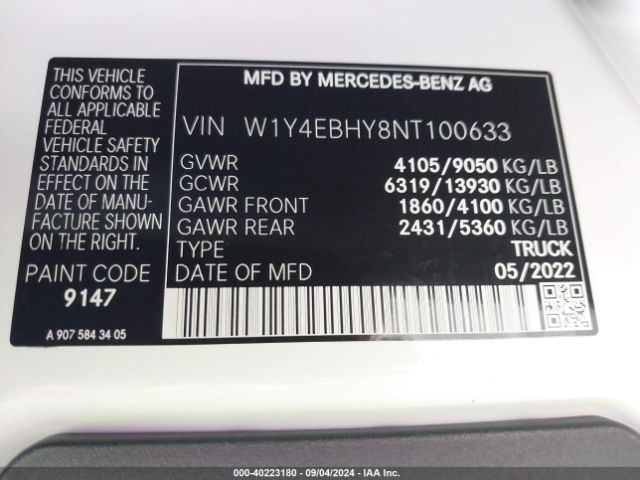 THIS VEHICLE
CONFORMS TO
ALL APPLICABLE
FEDERAL
VEHICLE SAFETY
STANDARDS IN
EFFECT ON THE
DATE OF MANU-
FACTURE SHOWN
ON THE RIGHT.
PAINT CODE
9147
A 907 584 34 05
MFD BY MERCEDES-BENZ AG
VIN W1Y4EBHY8NT100633
GVWR 4105/9050 KG/LB
GCWR 6319/13930 KG/LB
GAWR FRONT 1860/4100 KG/LB
GAWR REAR 2431/5360 KG/LB
TYPE TRUCK
DATE OF MFD 05/2022
000-40223180 - 09/04/2024 - IAA Inc.